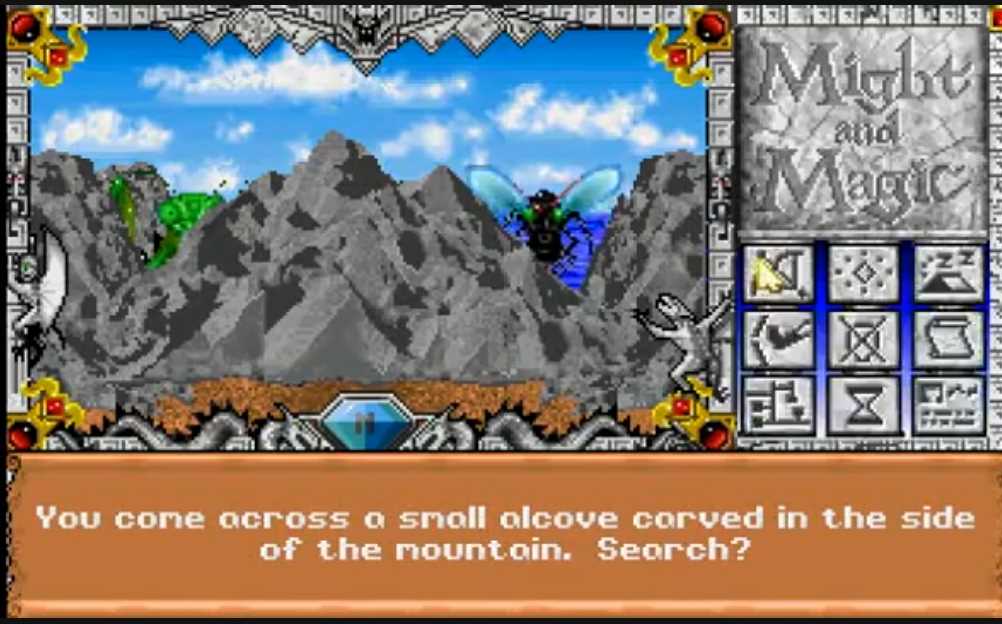 Might
and
Magic
z z z
N
You come across a small alcove carved in the side
of the mountain.  Search?